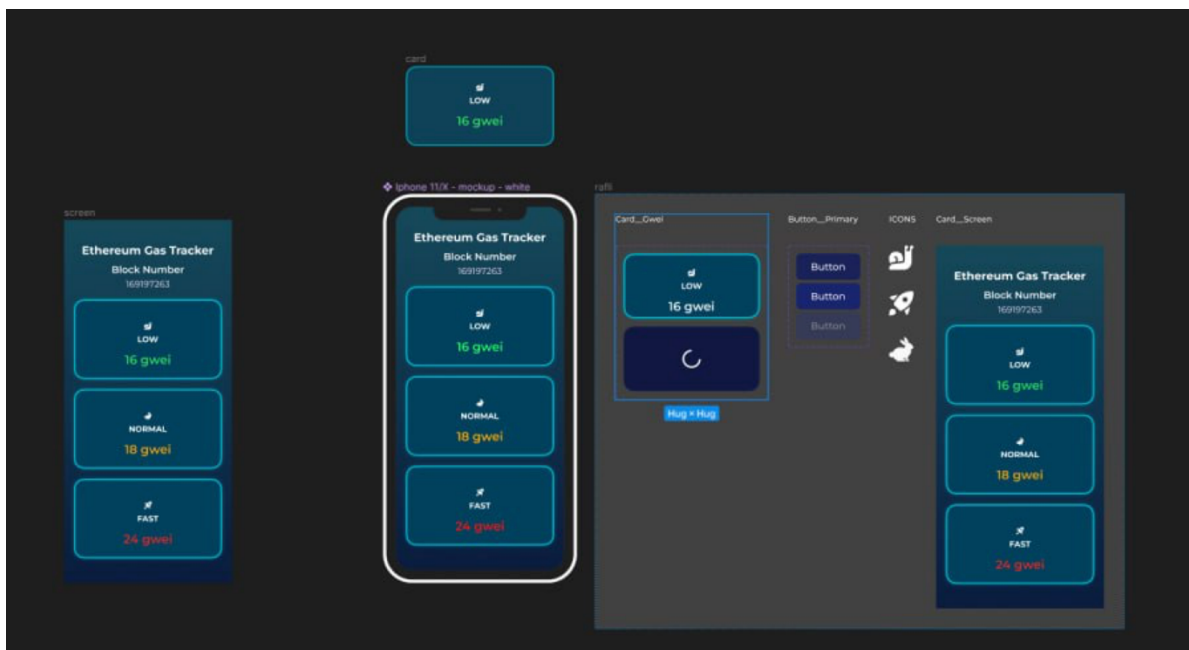 card
LOW
16 gwei
screen
Ethereum Gas Tracker
Block Number
169197263
LOW
16 gwei
NORMAL
18 gwei
FAST
24 gwei
Iphone 11/X - mockup - white
Ethereum Gas Tracker
Block Number
169197263
LOW
16 gwei
NORMAL
18 gwei
FAST
24 gwei
rafli
Card__Gwei
LOW
16 gwei
Hug × Hug
Button__Primary
Button
Button
Button
ICONS
Card__Screen
Ethereum Gas Tracker
Block Number
169197263
LOW
16 gwei
NORMAL
18 gwei
FAST
24 gwei